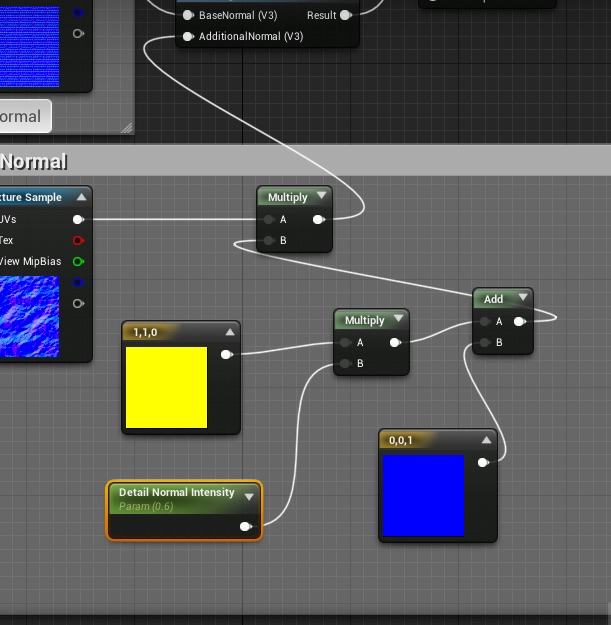 BaseNormal (V3) Result
AdditionalNormal (V3)
ormal
Normal
xture Sample
UVs
Tex
View MipBias
Multiply
A
B
Add
A
B
Multiply
A
B
1,1,0
0,0,1
Detail Normal Intensity
Param (0.6)